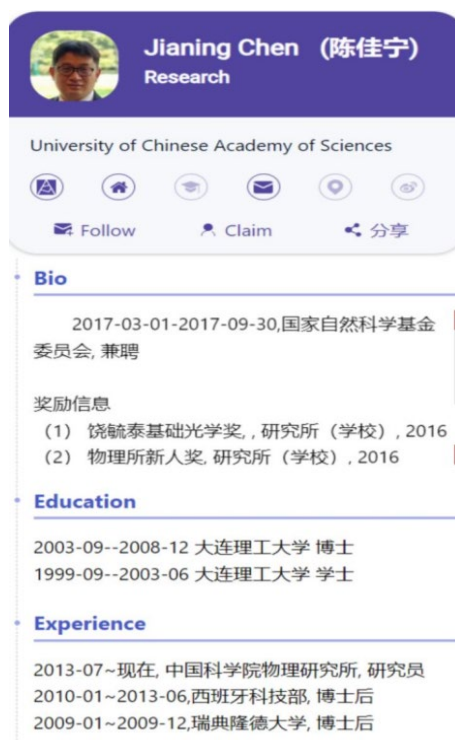 Jianing Chen （陈佳宁）
Research
University of Chinese Academy of Sciences
Follow Claim 分享
Bio
2017-03-01-2017-09-30,国家自然科学基金
委员会, 兼聘
奖励信息
（1） 饶毓泰基础光学奖, , 研究所（学校）, 2016
（2） 物理所新人奖, 研究所（学校）, 2016
Education
2003-09--2008-12 大连理工大学 博士
1999-09--2003-06 大连理工大学 学士
Experience
2013-07~现在, 中国科学院物理研究所, 研究员
2010-01~2013-06,西班牙科技部, 博士后
2009-01~2009-12,瑞典隆德大学, 博士后